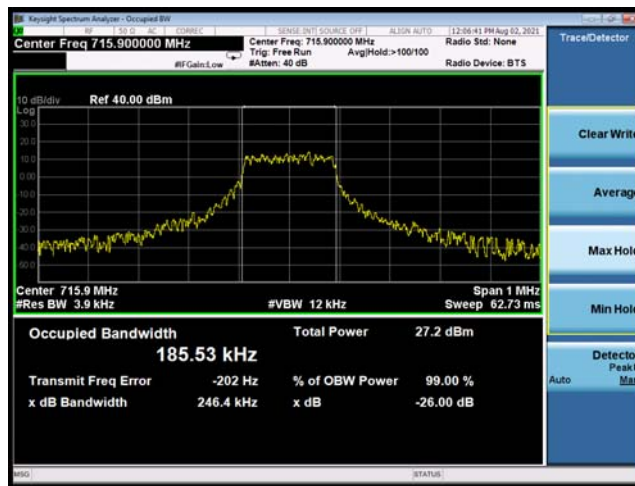 Keysight Spectrum Analyzer - Occupied BW
RF 50 Ω AC CORREC SENSE:INT SOURCE OFF ALIGN AUTO 12:06:41 PM Aug 02, 2021
Center Freq 715.900000 MHz Center Freq: 715.900000 MHz Radio Std: None Trace/Detector
Trig: Free Run Avg|Hold:>100/100
#IFGain:Low #Atten: 40 dB Radio Device: BTS
10 dB/div Ref 40.00 dBm
Log
30.0
20.0
10.0
0.00
-10.0
-20.0
-30.0
-40.0
-50.0
Clear Write
Average
Max Hold
Min Hold
Center 715.9 MHz Span 1 MHz
#Res BW 3.9 kHz #VBW 12 kHz Sweep 62.73 ms
Occupied Bandwidth Total Power 27.2 dBm
185.53 kHz
Transmit Freq Error -202 Hz % of OBW Power 99.00 %
x dB Bandwidth 246.4 kHz x dB -26.00 dB
Detecto
Peak
Auto Ma
MSG STATUS